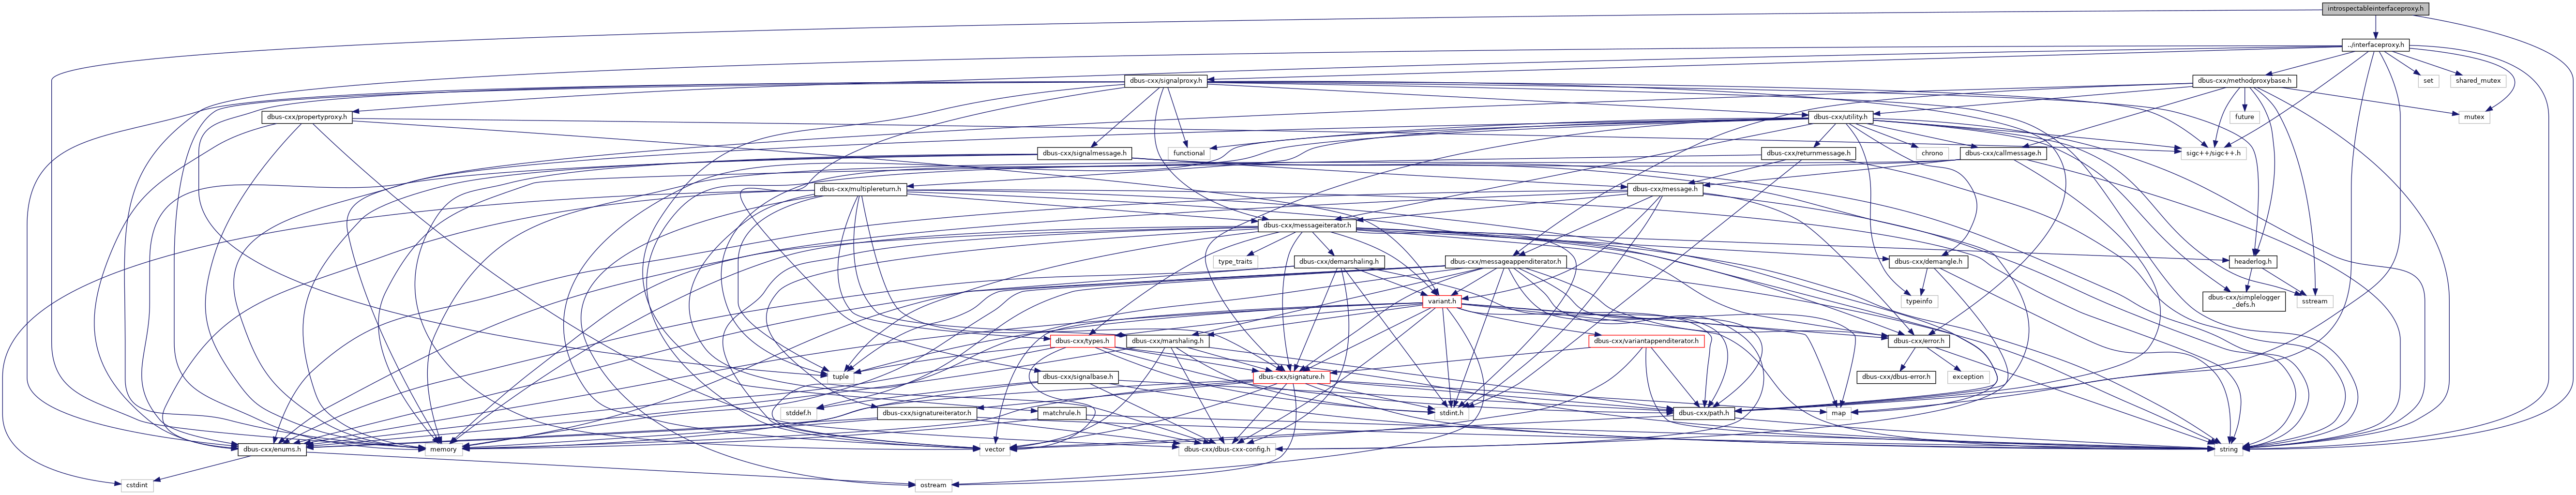 introspectableinterfaceproxy.h
../interfaceproxy.h
dbus-cxx/signalproxy.h
dbus-cxx/methodproxybase.h
set
shared_mutex
dbus-cxx/propertyproxy.h
dbus-cxx/utility.h
future
mutex
dbus-cxx/signalmessage.h
functional
dbus-cxx/returnmessage.h
chrono
dbus-cxx/callmessage.h
sigc++/sigc++.h
dbus-cxx/multiplereturn.h
dbus-cxx/message.h
dbus-cxx/messageiterator.h
type_traits
dbus-cxx/demarshaling.h
dbus-cxx/messageappenditerator.h
dbus-cxx/demangle.h
headerlog.h
variant.h
typeinfo
dbus-cxx/simplelogger
_defs.h
sstream
dbus-cxx/types.h
dbus-cxx/marshaling.h
dbus-cxx/variantappenditerator.h
dbus-cxx/error.h
tuple
dbus-cxx/signalbase.h
dbus-cxx/signature.h
dbus-cxx/dbus-error.h
exception
stddef.h
dbus-cxx/signatureiterator.h
matchrule.h
stdint.h
dbus-cxx/path.h
map
dbus-cxx/enums.h
memory
vector
dbus-cxx/dbus-cxx-config.h
string
cstdint
ostream